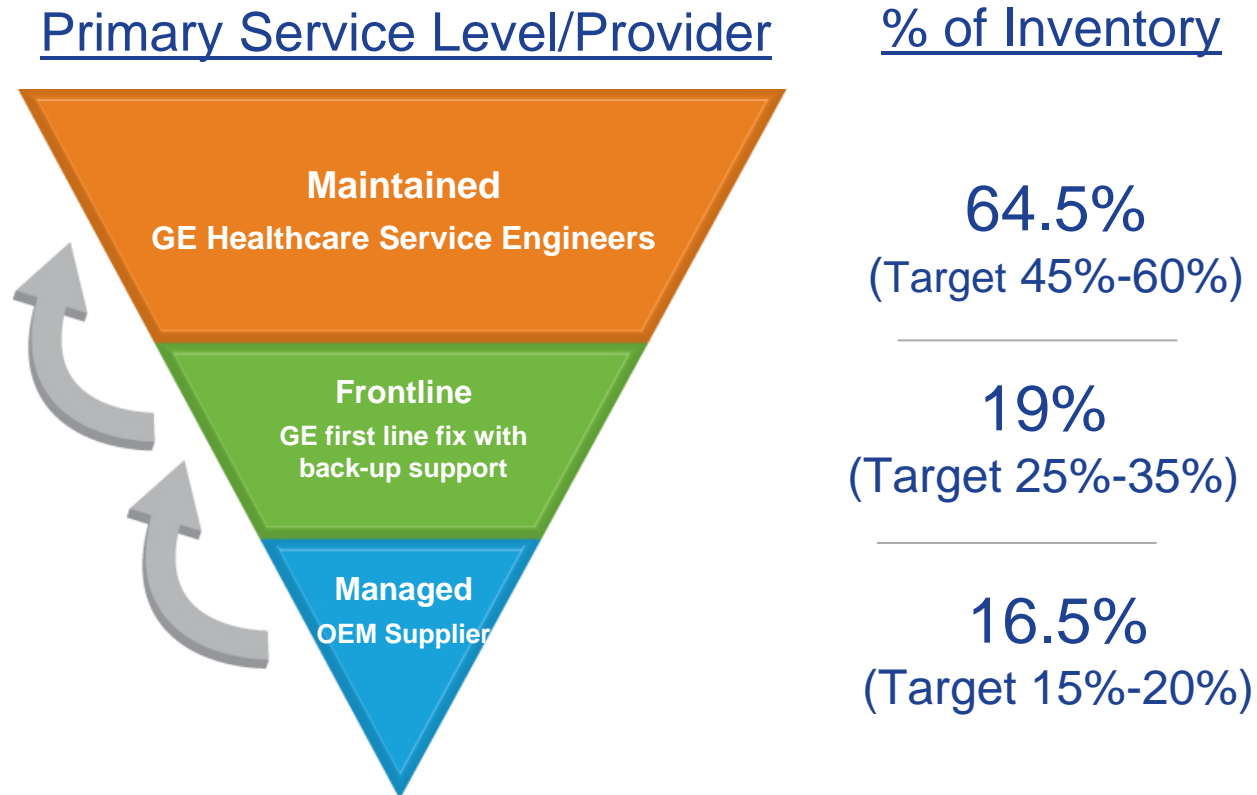 Primary Service Level/Provider
% of Inventory
Maintained
GE Healthcare Service Engineers
64.5%
(Target 45%-60%)
Frontline
GE first line fix with
back-up support
19%
(Target 25%-35%)
Managed
OEM Supplier
16.5%
(Target 15%-20%)